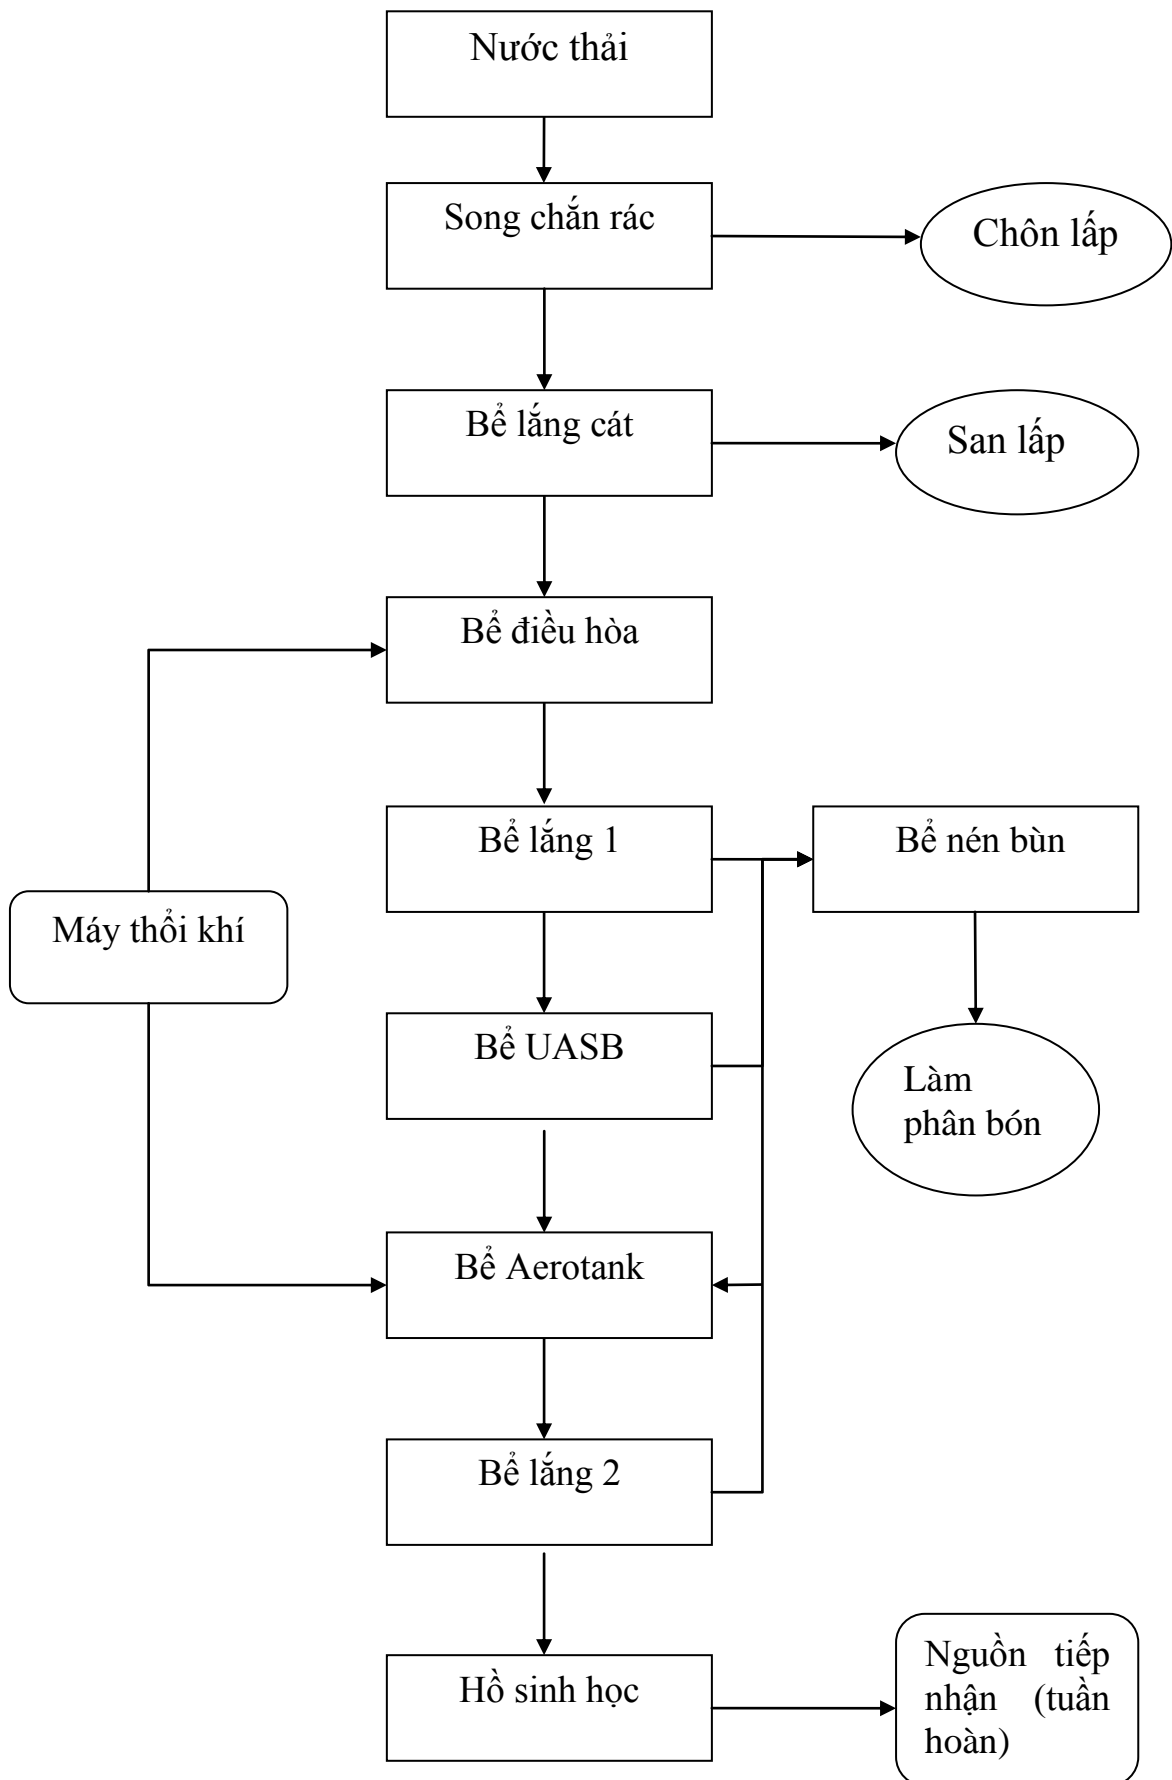 Nước thải
Song chắn rác
Chôn lấp
Bể lắng cát
San lấp
Bể điều hòa
Bể lắng 1
Bể nén bùn
Máy thổi khí
Bể UASB
Làm
phân bón
Bể Aerotank
Bể lắng 2
Hồ sinh học
Nguồn tiếp
nhận (tuần
hoàn)